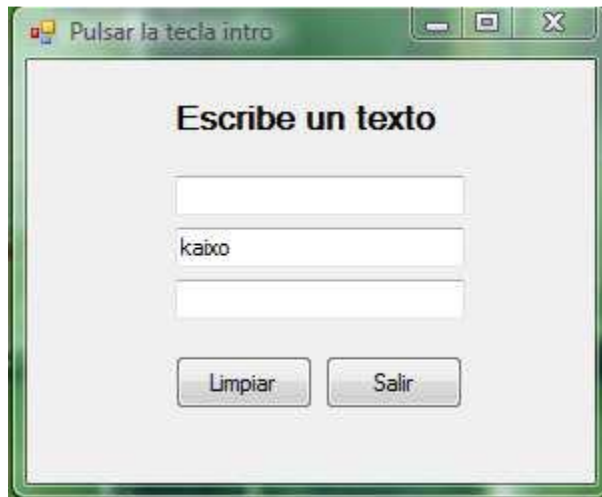 Pulsar la tecla intro
Escribe un texto
kaixo
Limpiar Salir